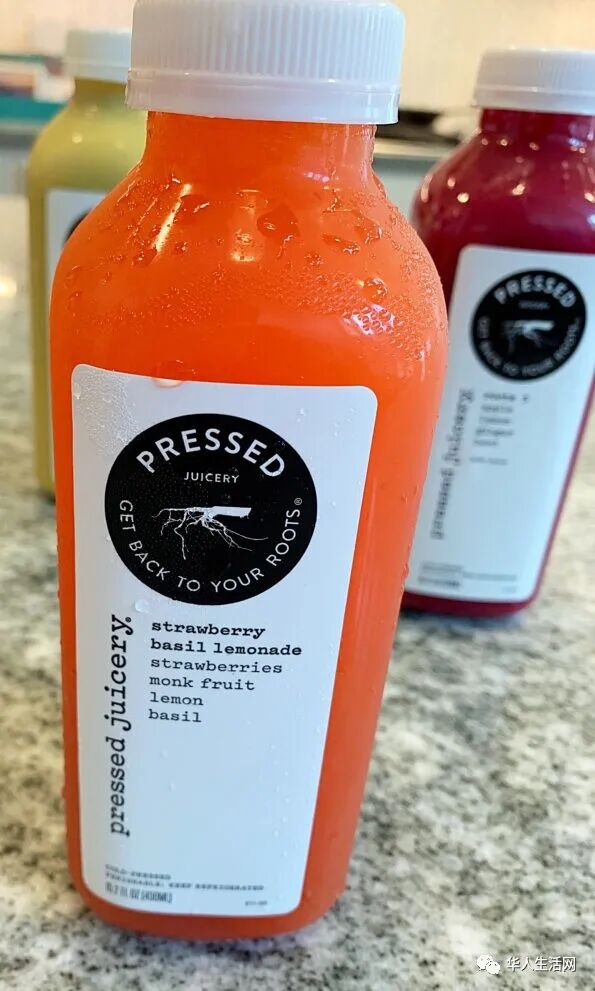 PRESSED
JUICERY
GET BACK TO YOUR ROOTS®
pressed juicery.
strawberry
basil lemonade
strawberries
monk fruit
lemon
basil
COLD-PRESSED
PERISHABLE: KEEP REFRIGERATED
PRESSED
GET BACK TO YOUR ROOTS
pressed juicery
华人生活网